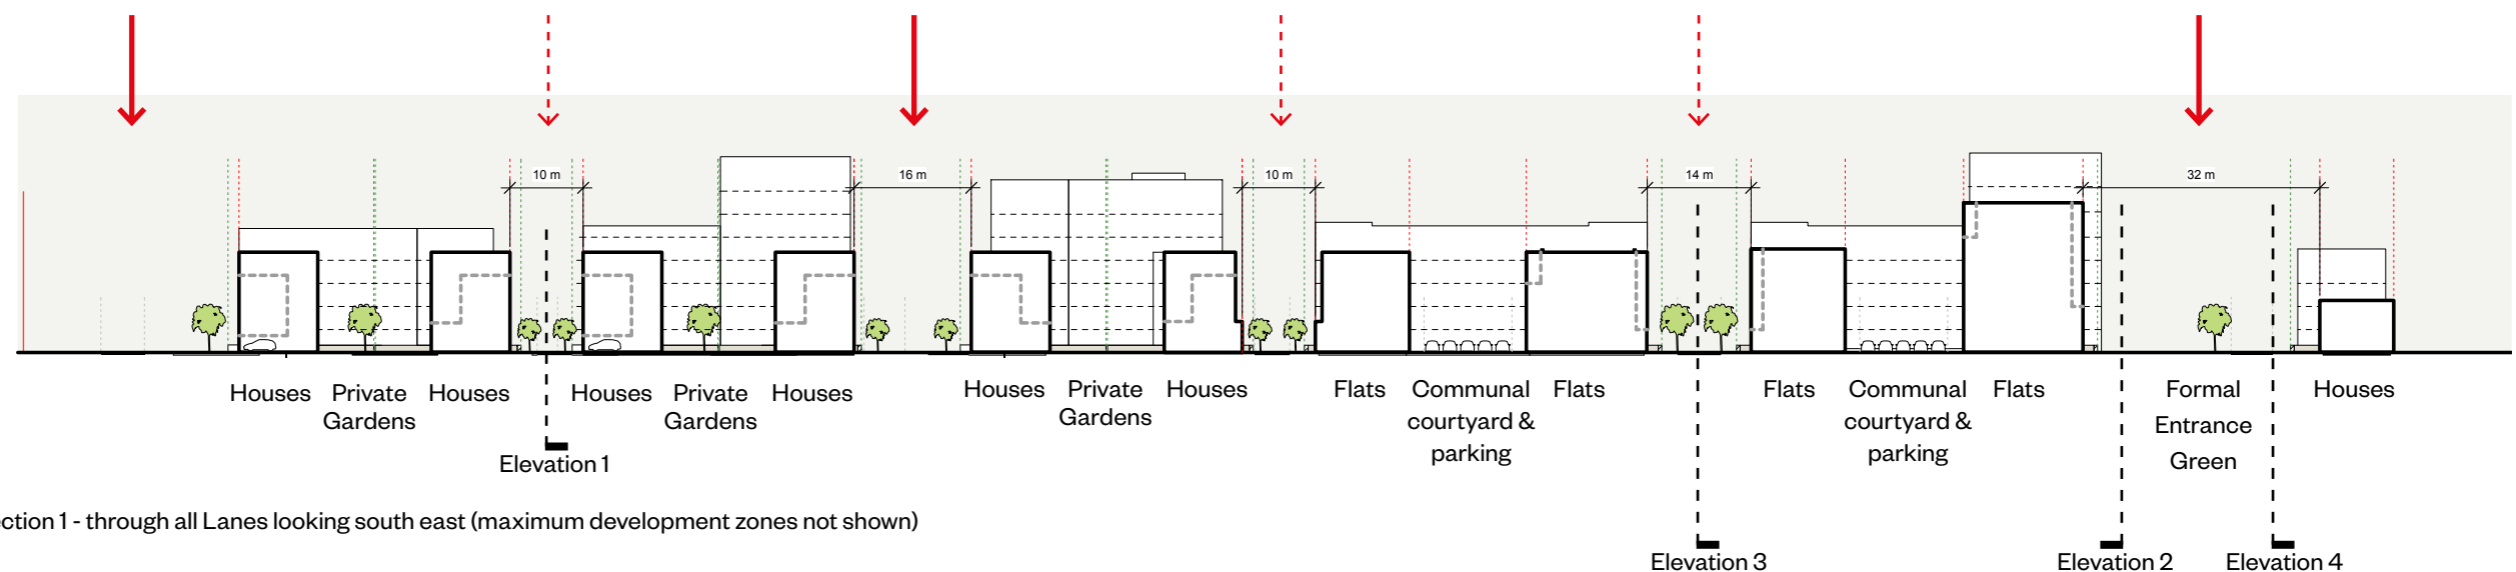 10 m
16 m
10 m
14 m
32 m
Houses
Private
Gardens
Houses
Houses
Private
Gardens
Houses
Houses
Private
Gardens
Houses
Flats
Communal
courtyard &
parking
Flats
Flats
Communal
courtyard &
parking
Flats
Formal
Entrance
Green
Houses
Elevation 1
ction 1 - through all Lanes looking south east (maximum development zones not shown)
Elevation 3
Elevation 2
Elevation 4